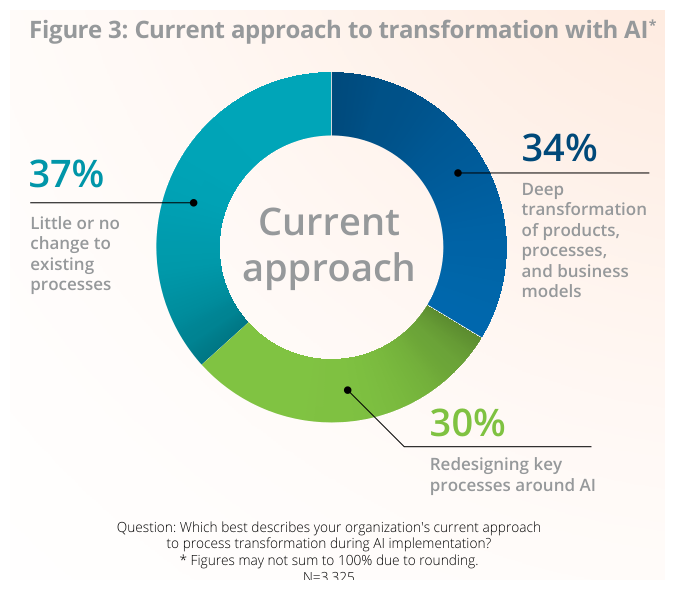 Figure 3: Current approach to transformation with AI*
37%
Little or no
change to
existing
processes
Current
approach
34%
Deep
transformation
of products,
processes,
and business
models
30%
Redesigning key
processes around AI
Question: Which best describes your organization's current approach
to process transformation during AI implementation?
* Figures may not sum to 100% due to rounding.
N=3,325